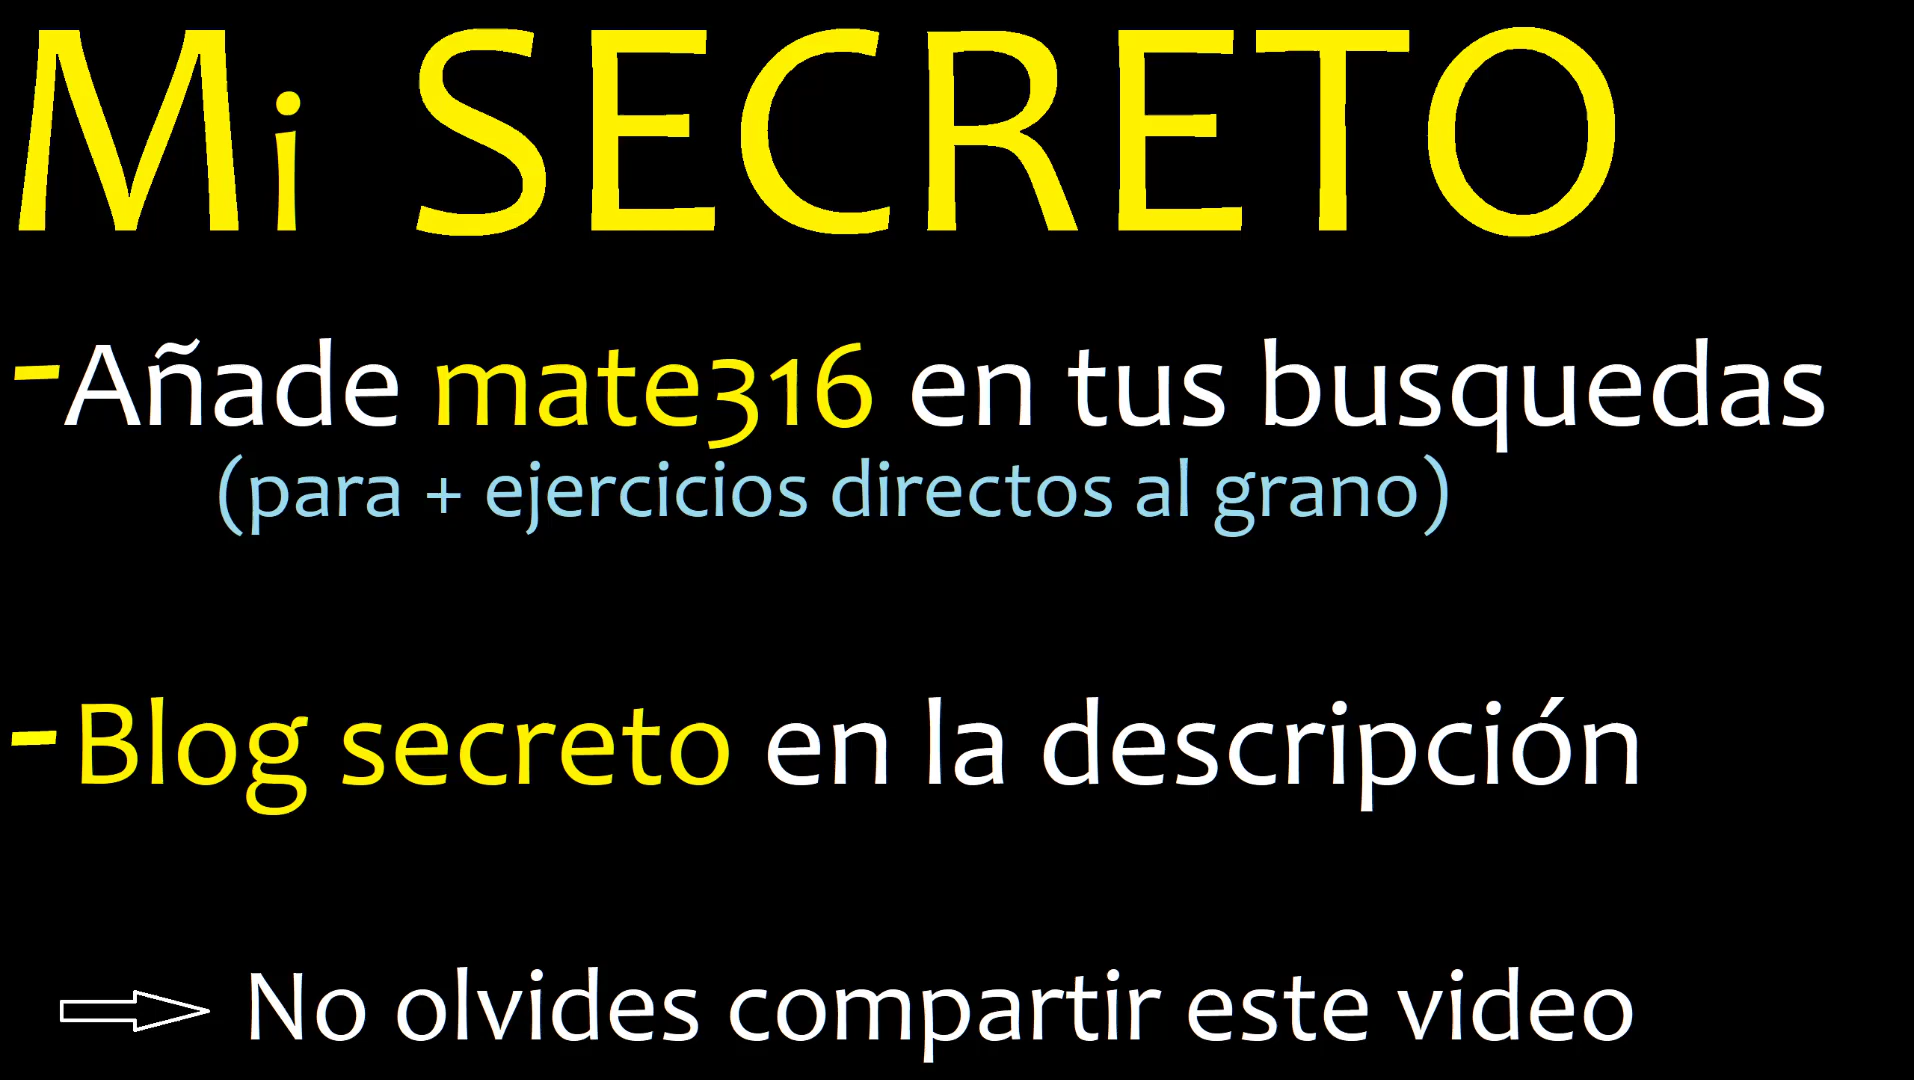 Mi SECRETO
-Añade mate316 en tus busquedas
(para + ejercicios directos al grano)
-Blog secreto en la descripción
No olvides compartir este video